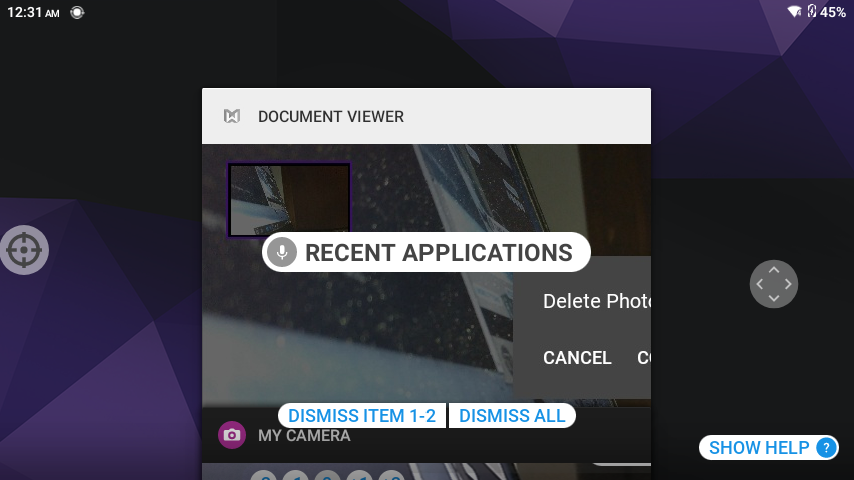 12:31 AM
45%
DOCUMENT VIEWER
RECENT APPLICATIONS
Delete Photo
CANCEL
DISMISS ITEM 1-2
DISMISS ALL
MY CAMERA
SHOW HELP ?